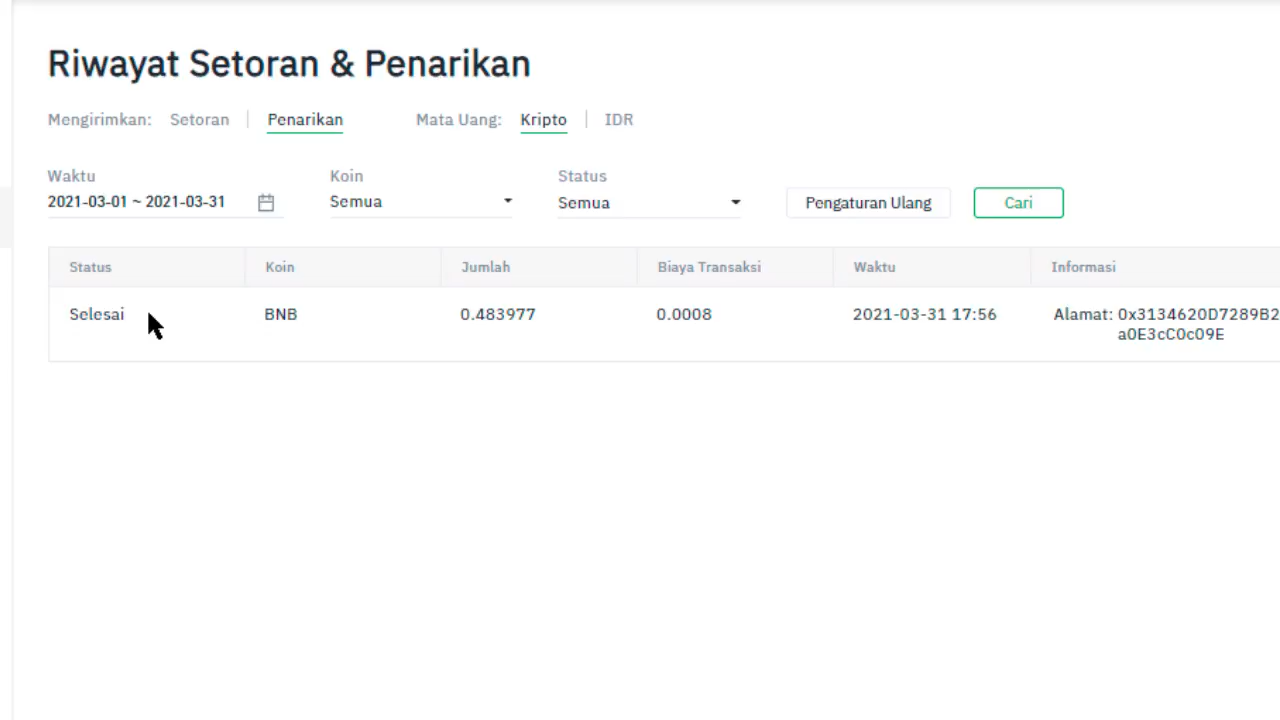 Riwayat Setoran & Penarikan
Mengirimkan: Setoran | Penarikan Mata Uang: Kripto | IDR
Waktu Koin Status
2021-03-01 ~ 2021-03-31 Semua Semua Pengaturan Ulang Cari
Status Koin Jumlah Biaya Transaksi Waktu Informasi
Selesai BNB 0.483977 0.0008 2021-03-31 17:56 Alamat: 0x3134620D7289B2
a0E3cC0c09E